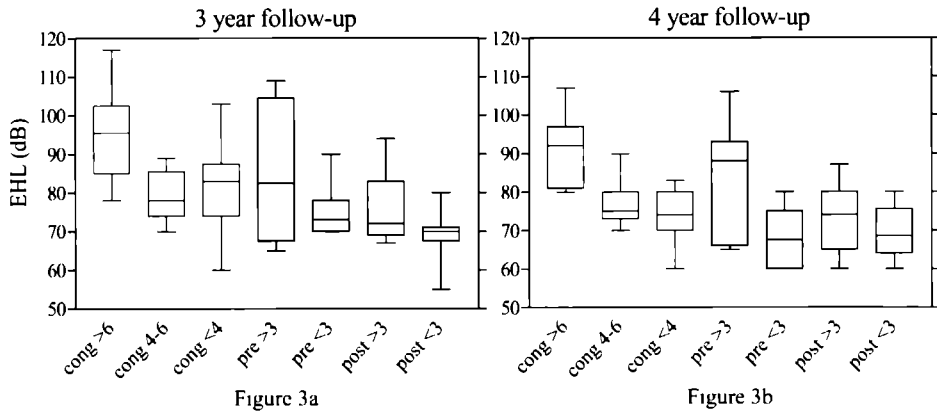 3 year follow-up
4 year follow-up
EHL (dB)
120
110
100
90
80
70
60
50
cong >6
cong 4-6
cong <4
pre >3
pre <3
post >3
post <3
Figure 3a
120
110
100
90
80
70
60
50
cong >6
cong 4-6
cong <4
pre >3
pre <3
post >3
post <3
Figure 3b